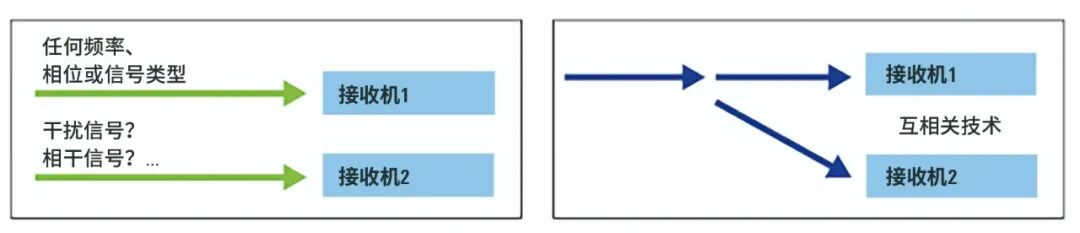 任何频率、
相位或信号类型
接收机1
干扰信号？
相干信号？...
接收机2
接收机1
互相关技术
接收机2